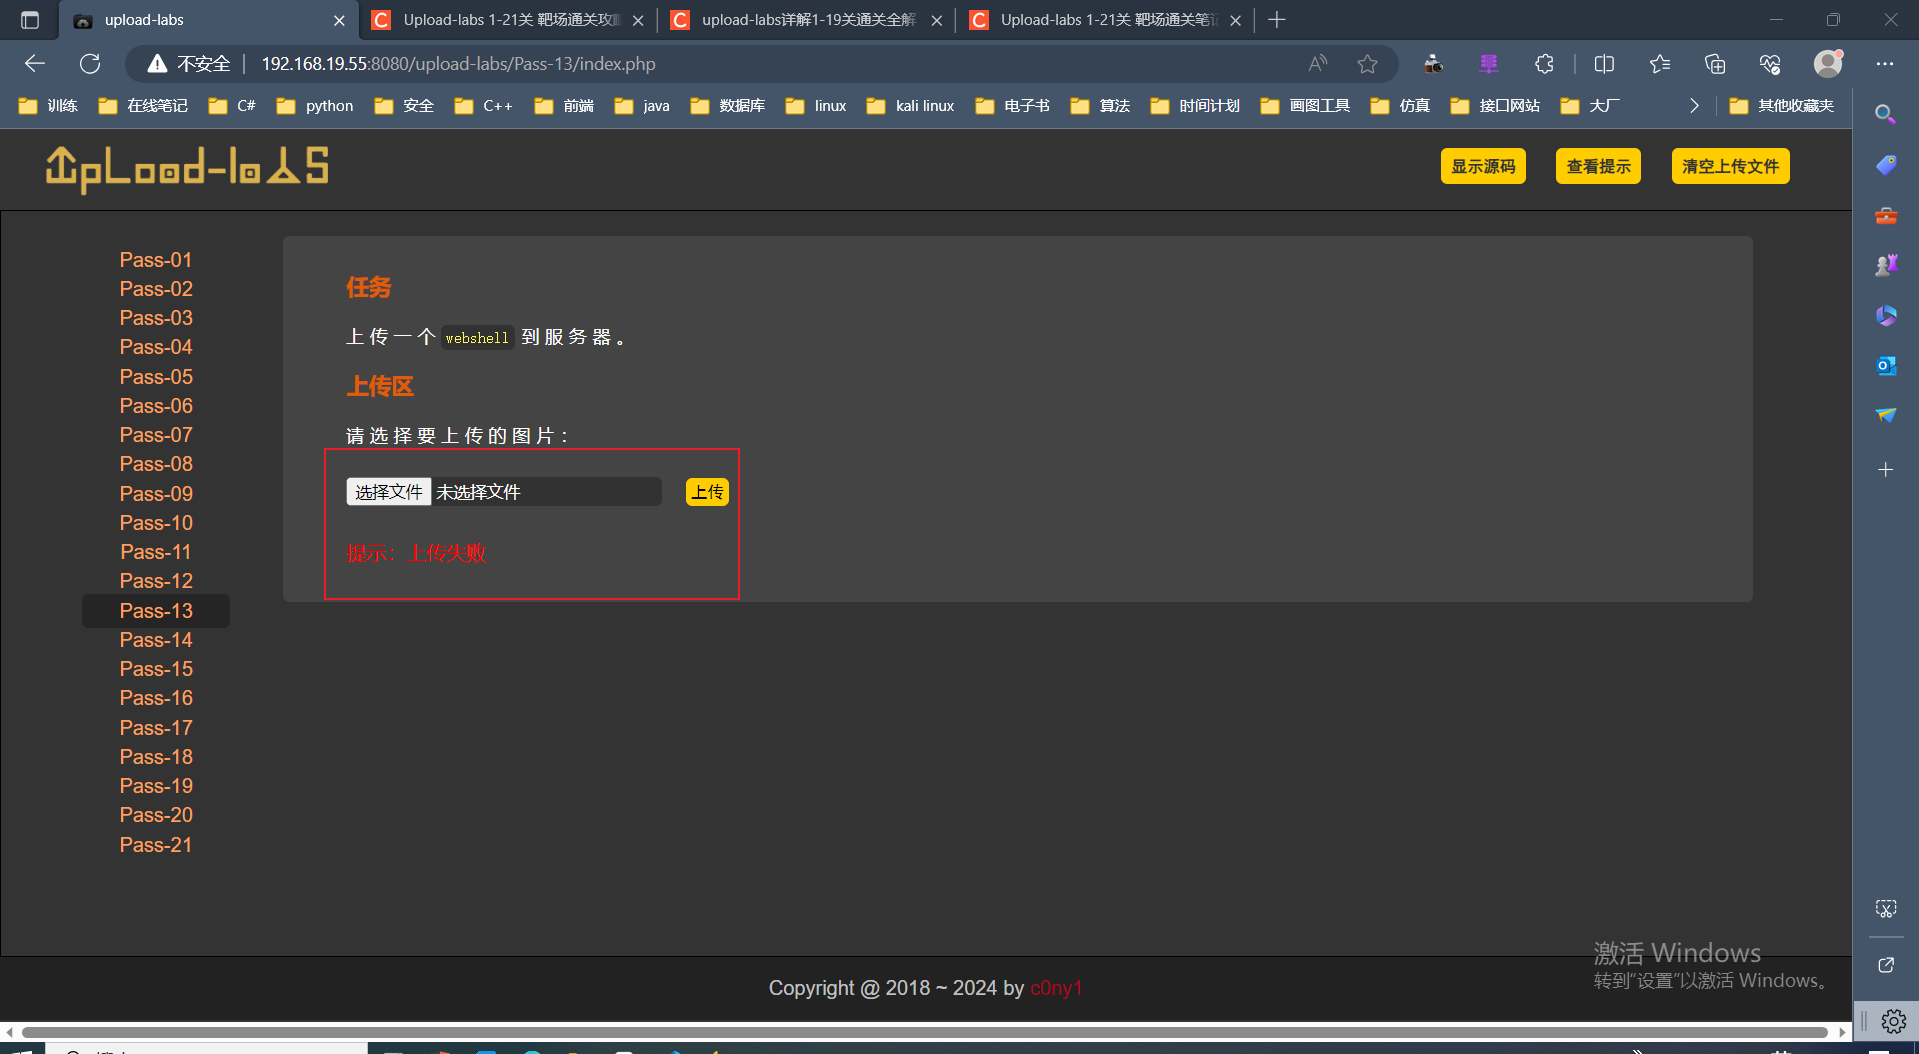 upload-labs
Upload-labs 1-21关 靶场通关攻略
upload-labs详解1-19关通关全解
Upload-labs 1-21关 靶场通关笔记
不安全
192.168.19.55:8080/upload-labs/Pass-13/index.php
训练 在线笔记 C# python 安全 C++ 前端 java 数据库 linux kali linux 电子书 算法 时间计划 画图工具 仿真 接口网站 大厂 其他收藏夹
UpLoad-labS
显示源码 查看提示 清空上传文件
Pass-01
Pass-02
Pass-03
Pass-04
Pass-05
Pass-06
Pass-07
Pass-08
Pass-09
Pass-10
Pass-11
Pass-12
Pass-13
Pass-14
Pass-15
Pass-16
Pass-17
Pass-18
Pass-19
Pass-20
Pass-21
任务
上传一个 webshell 到服务器。
上传区
请选择要上传的图片：
选择文件 未选择文件 上传
提示：上传失败
激活 Windows
转到"设置"以激活 Windows。
Copyright @ 2018 ~ 2024 by c0ny1